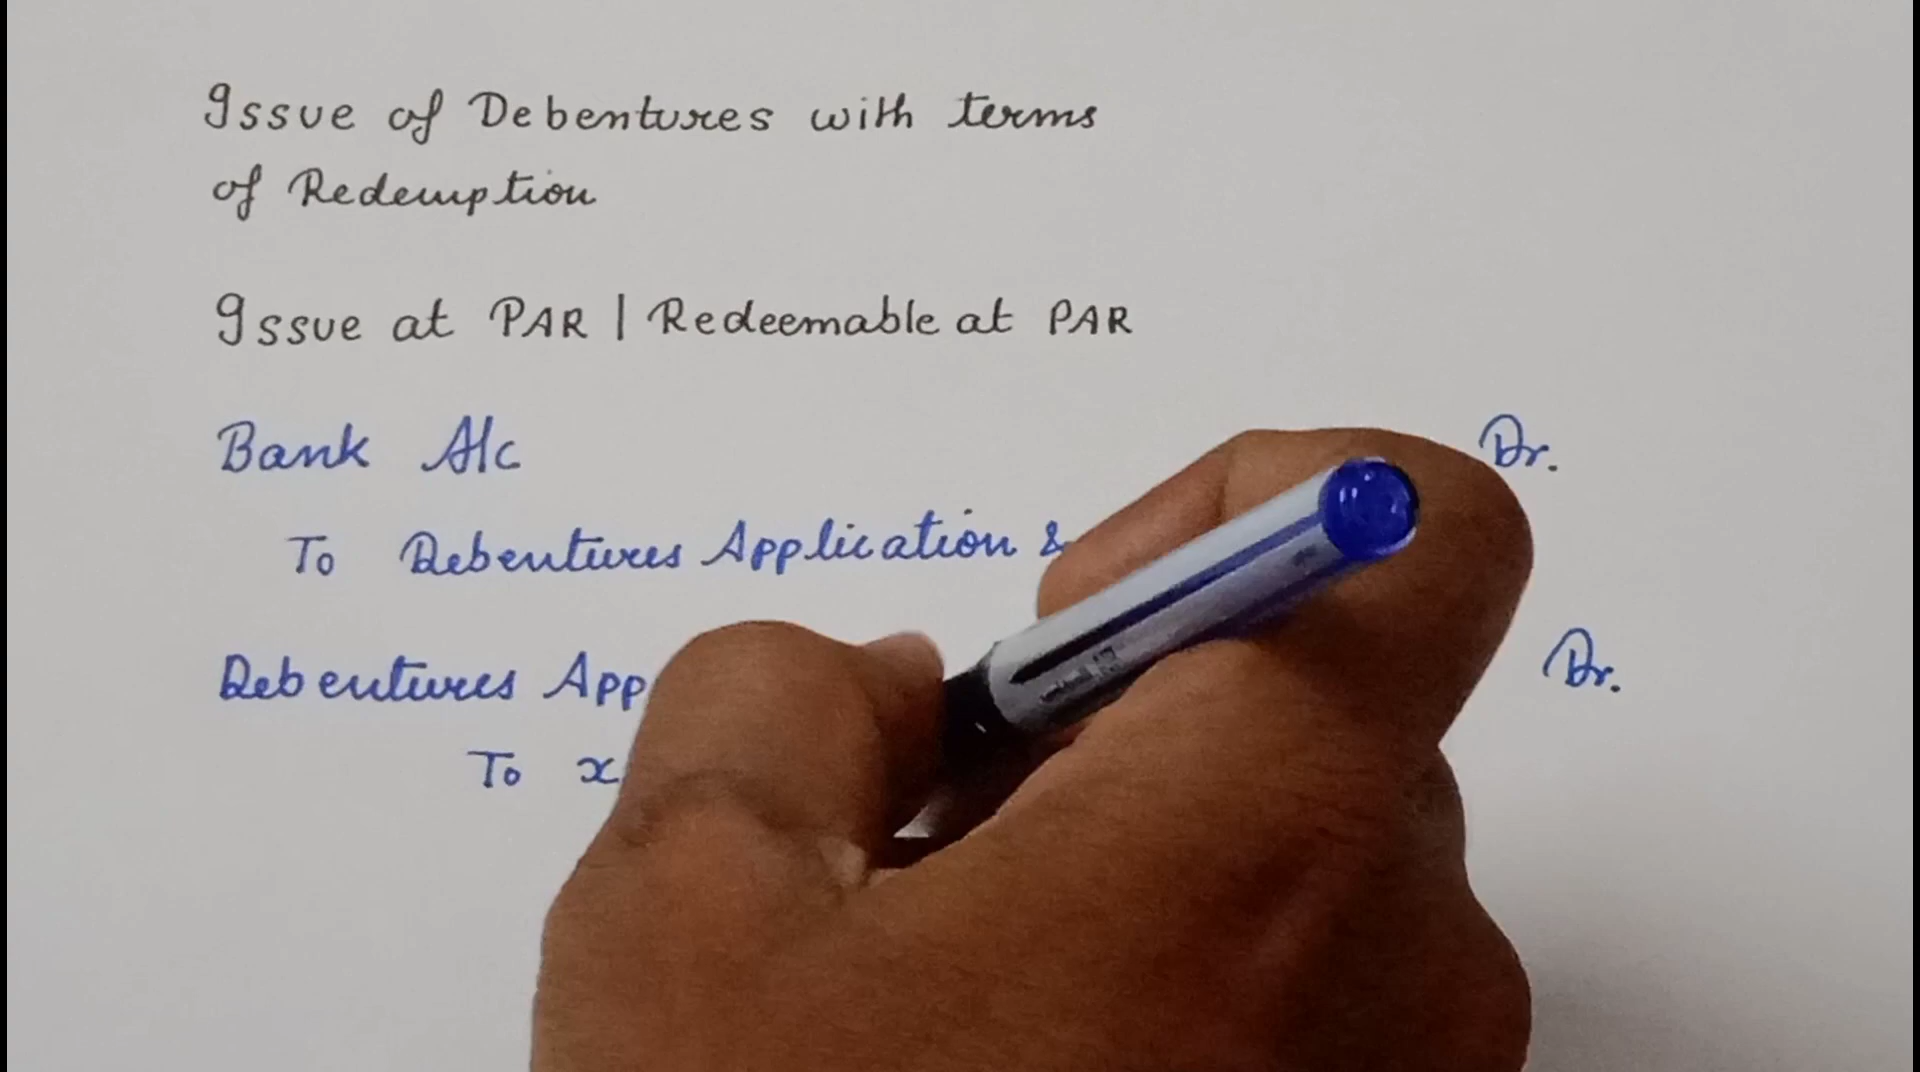 Issue of Debentures with terms
of Redemption
Issue at PAR | Redeemable at PAR
Bank A/c Dr.
To Debentures Application &
Debentures App Dr.
To x